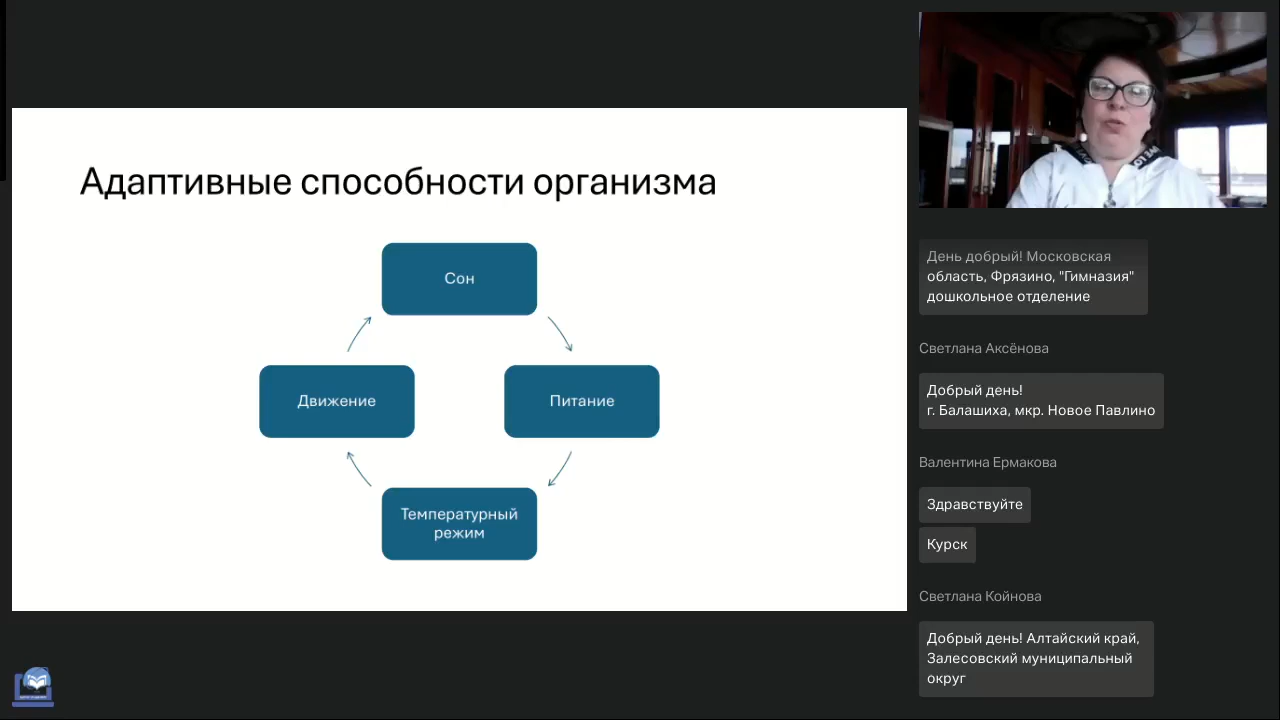 Адаптивные способности организма
Сон
Движение
Питание
Температурный
режим
День добрый! Московская
область, Фрязино, "Гимназия"
дошкольное отделение
Светлана Аксёнова
Добрый день!
г. Балашиха, мкр. Новое Павлино
Валентина Ермакова
Здравствуйте
Курск
Светлана Койнова
Добрый день! Алтайский край,
Залесовский муниципальный
округ